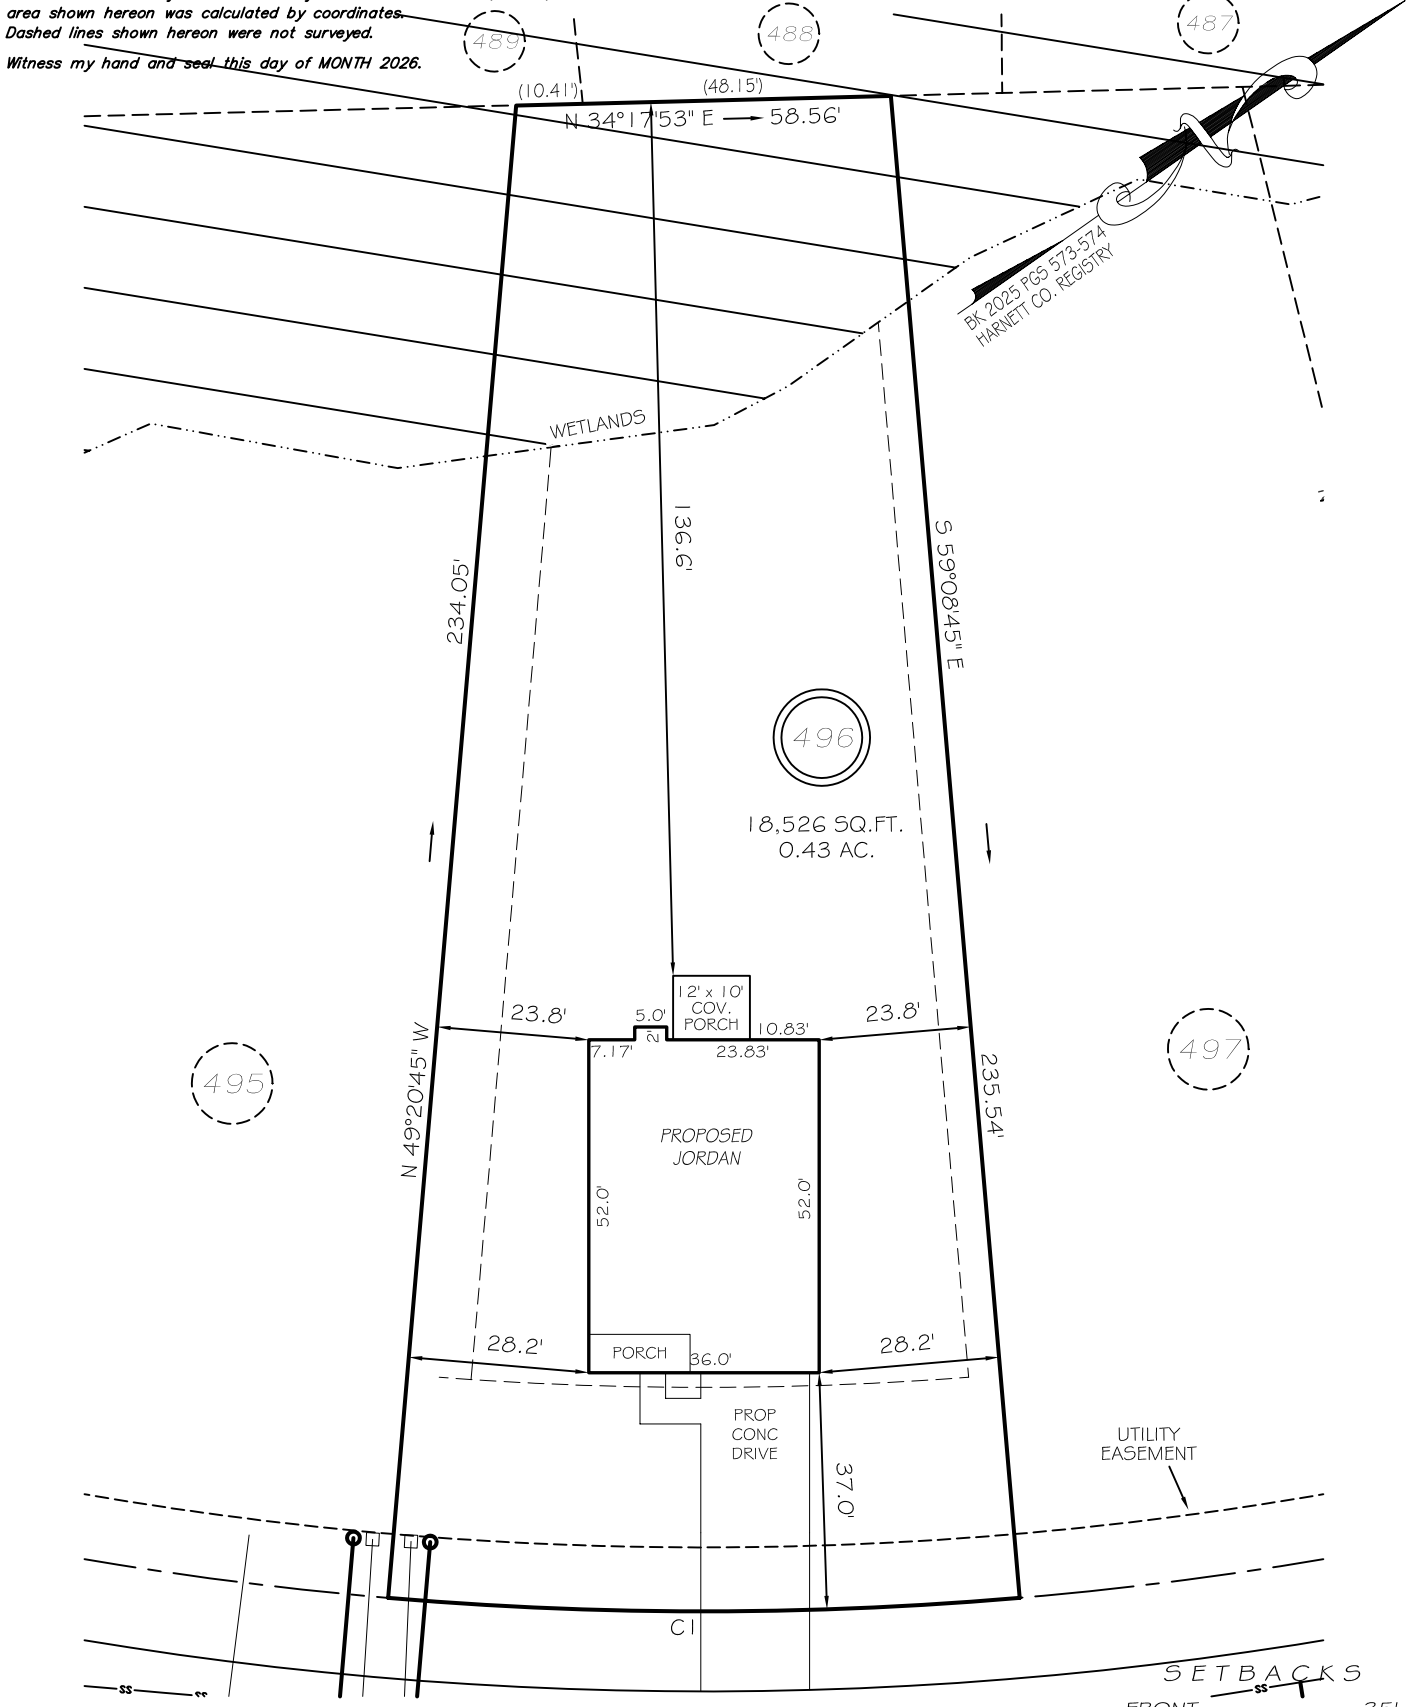 area shown hereon was calculated by coordinates.
Dashed lines shown hereon were not surveyed.
Witness my hand and seal this day of MONTH 2026.
489
488
487
(10.41')
(48.15')
N 34°17'53" E
58.56'
BK 2025 PGS 573-574
HARNETT CO. REGISTRY
WETLANDS
136.6'
234.05'
S 59°08'45" E
496
18,526 SQ.FT.
0.43 AC.
12' x 10'
COV.
PORCH
23.8'
5.0'
2'
10.83'
23.8'
7.17'
23.83'
495
497
N 49°20'45" W
235.54'
PROPOSED
JORDAN
52.0'
52.0'
28.2'
PORCH
36.0'
28.2'
PROP
CONC
DRIVE
37.0'
UTILITY
EASEMENT
C1
SETBACKS
SS
SS